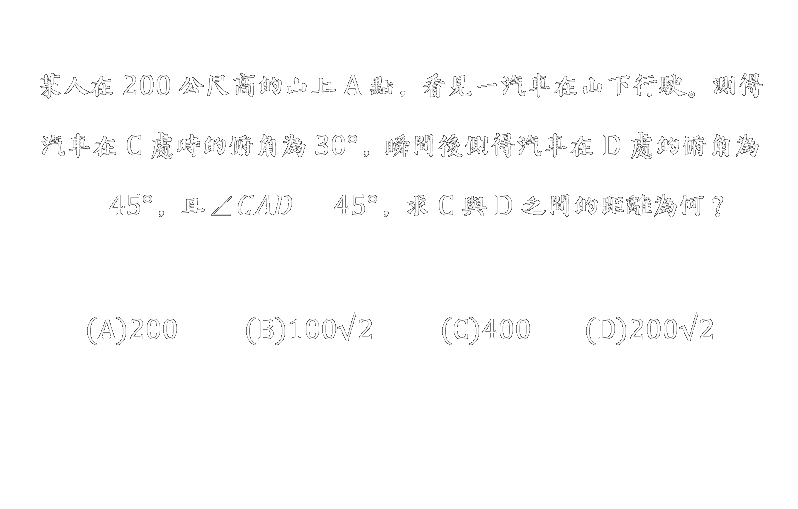 某人在 200 公尺高的山上 A 點，看見一汽車在山下行駛。測得
汽車在 C 處時的俯角為 30°，瞬間後測得汽車在 D 處的俯角為
45°，且∠CAD = 45°，求 C 與 D 之間的距離為何？
(A)200 (B)100√2 (C)400 (D)200√2